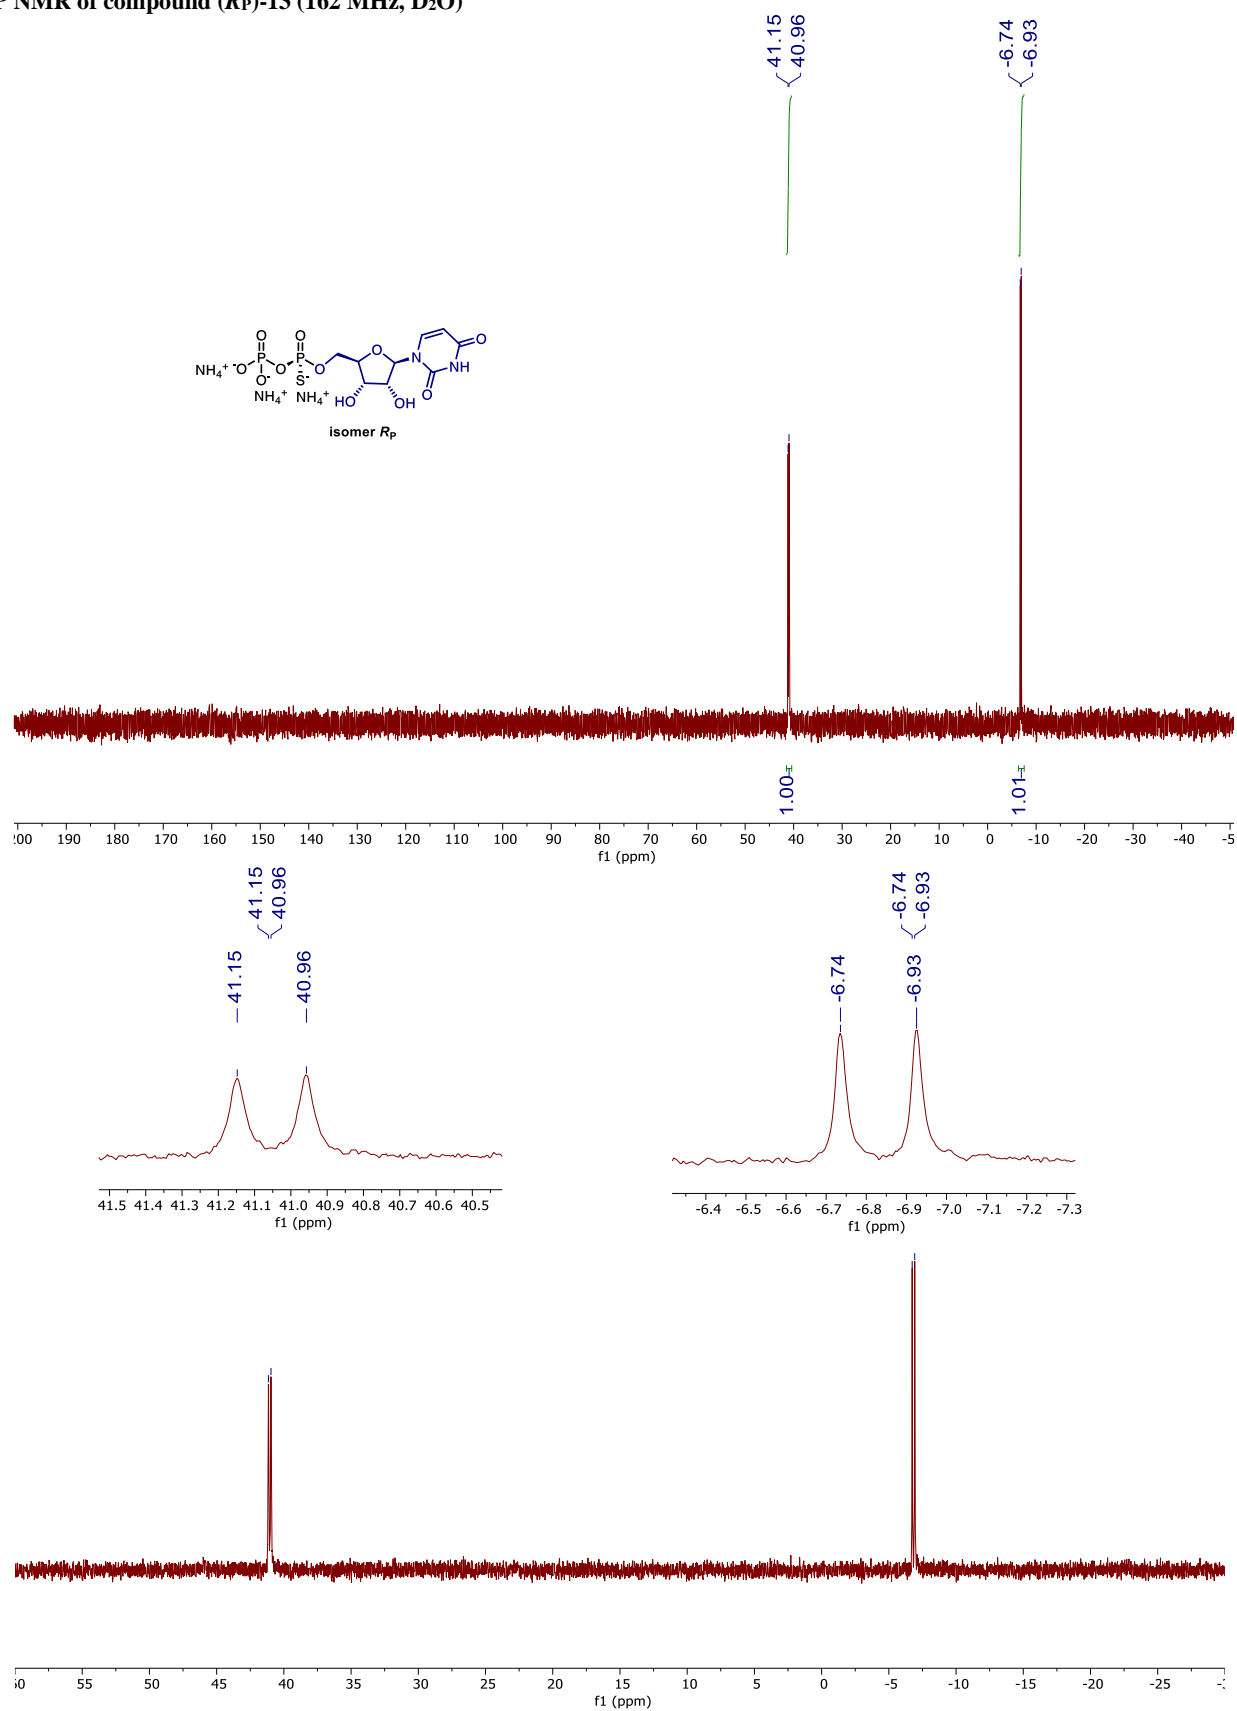 P NMR of compound (RP)-15 (162 MHz, D2O)
41.15
40.96
-6.74
-6.93
O O
NH4+ -O P O P O O N O
O- S- NH
NH4+ NH4+ HO OH O
isomer RP
1.00
1.01
200 190 180 170 160 150 140 130 120 110 100 90 80 70 60 50 40 30 20 10 0 -10 -20 -30 -40 -5
f1 (ppm)
41.15
40.96
-6.74
-6.93
41.15
40.96
-6.74
-6.93
41.5 41.4 41.3 41.2 41.1 41.0 40.9 40.8 40.7 40.6 40.5
f1 (ppm)
-6.4 -6.5 -6.6 -6.7 -6.8 -6.9 -7.0 -7.1 -7.2 -7.3
f1 (ppm)
55 50 45 40 35 30 25 20 15 10 5 0 -5 -10 -15 -20 -25
f1 (ppm)